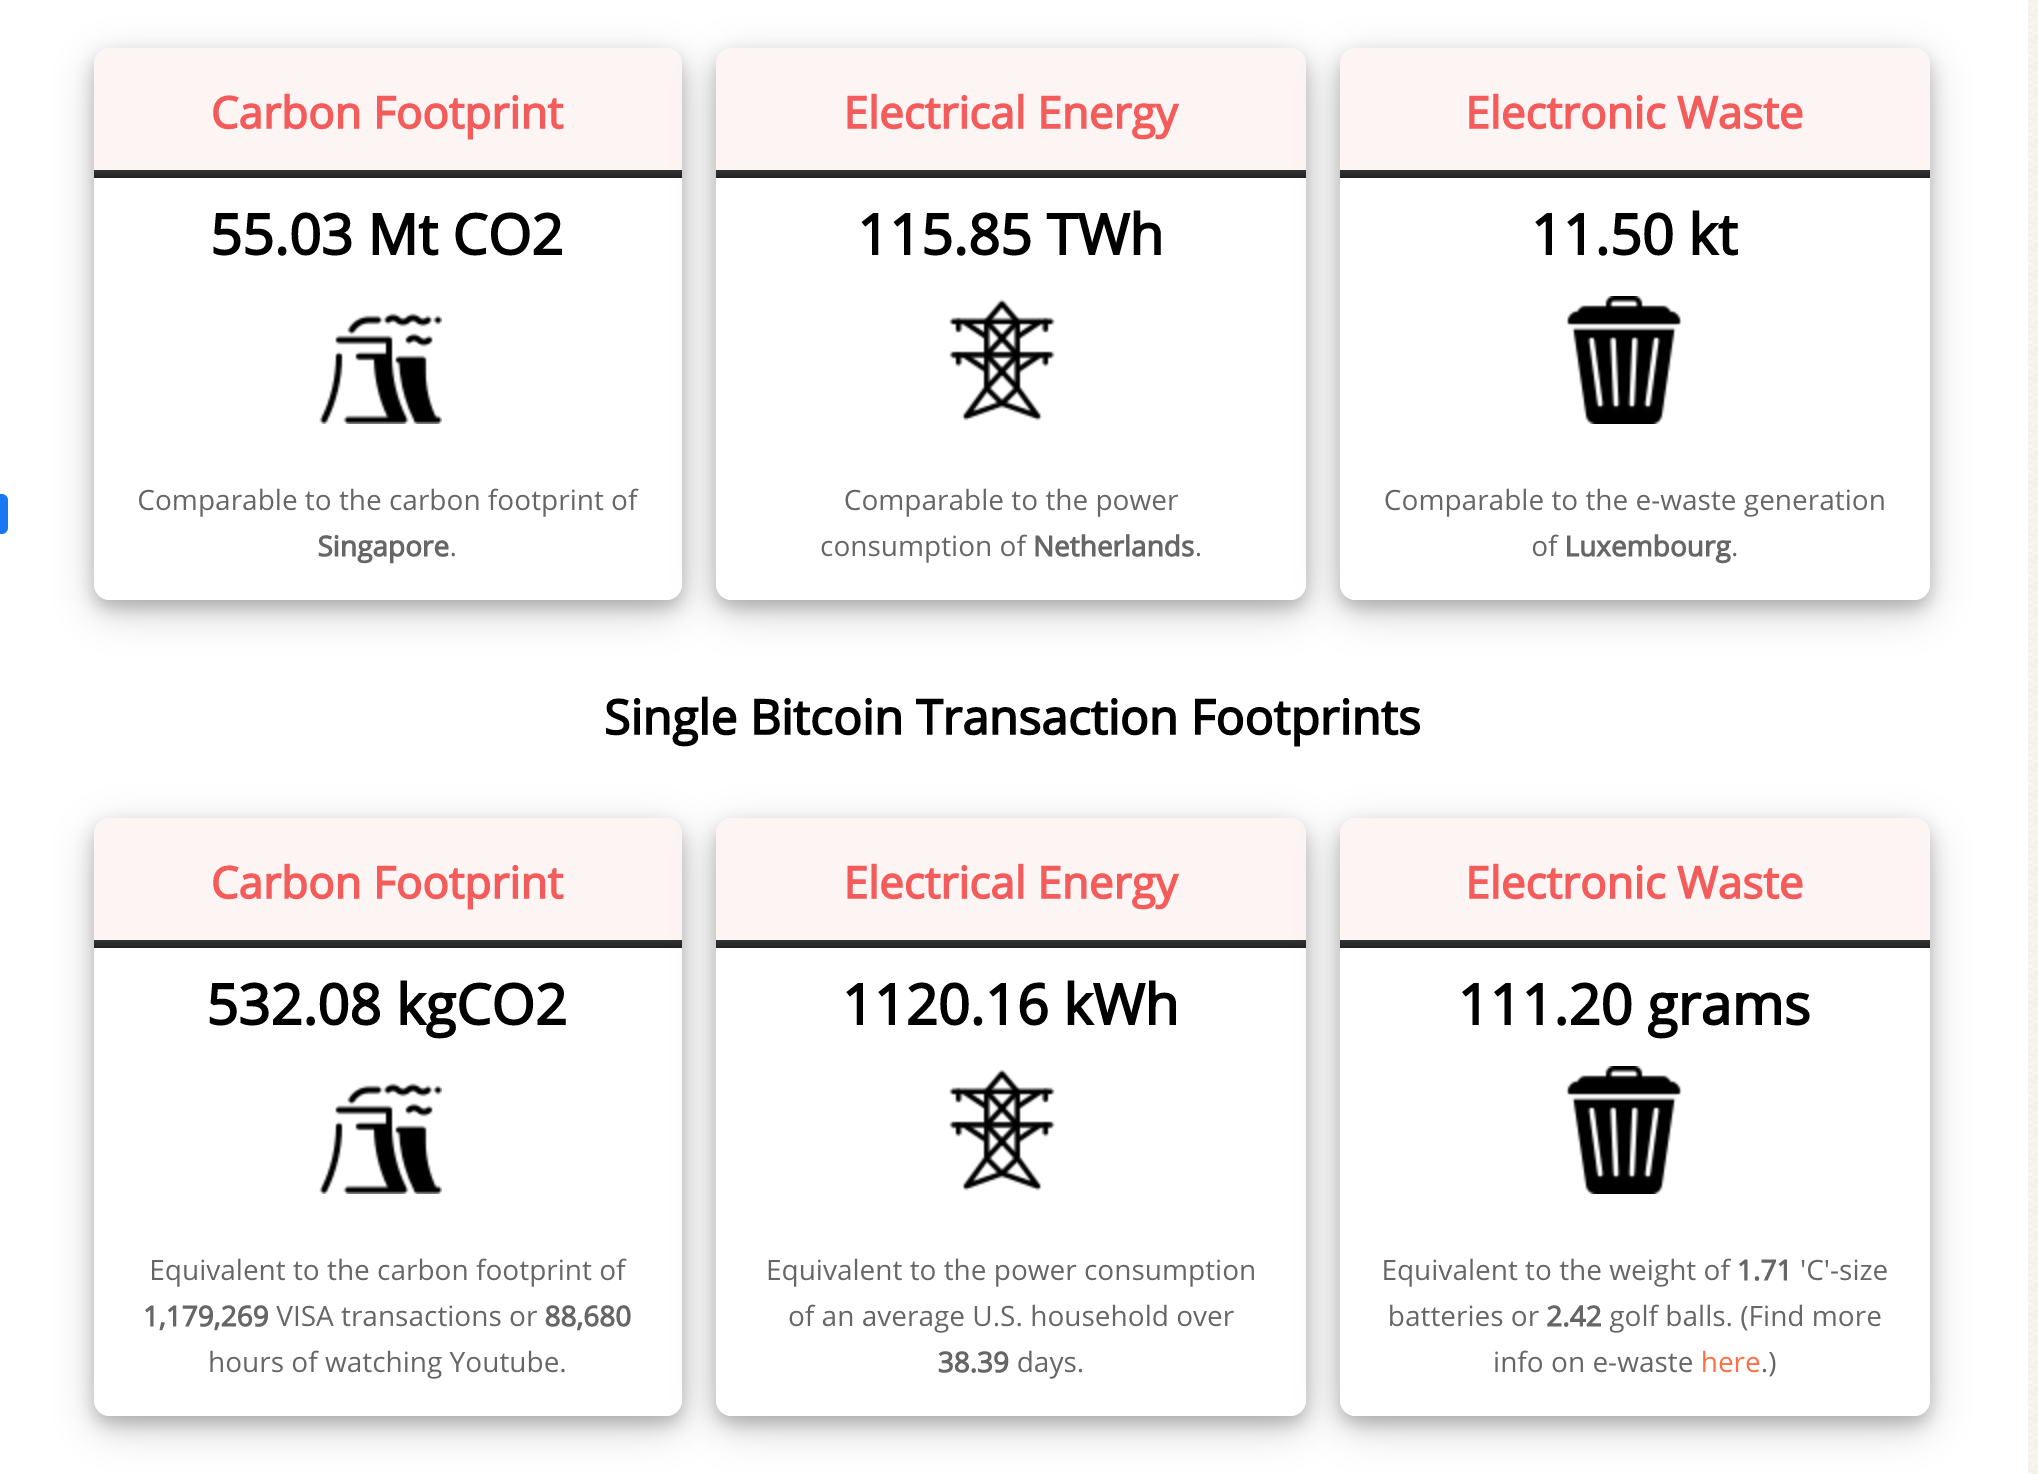 Carbon Footprint
Electrical Energy
Electronic Waste
55.03 Mt CO2
115.85 TWh
11.50 kt
Comparable to the carbon footprint of
Singapore.
Comparable to the power
consumption of Netherlands.
Comparable to the e-waste generation
of Luxembourg.
Single Bitcoin Transaction Footprints
Carbon Footprint
Electrical Energy
Electronic Waste
532.08 kgCO2
1120.16 kWh
111.20 grams
Equivalent to the carbon footprint of
1,179,269 VISA transactions or 88,680
hours of watching Youtube.
Equivalent to the power consumption
of an average U.S. household over
38.39 days.
Equivalent to the weight of 1.71 'C'-size
batteries or 2.42 golf balls. (Find more
info on e-waste here.)